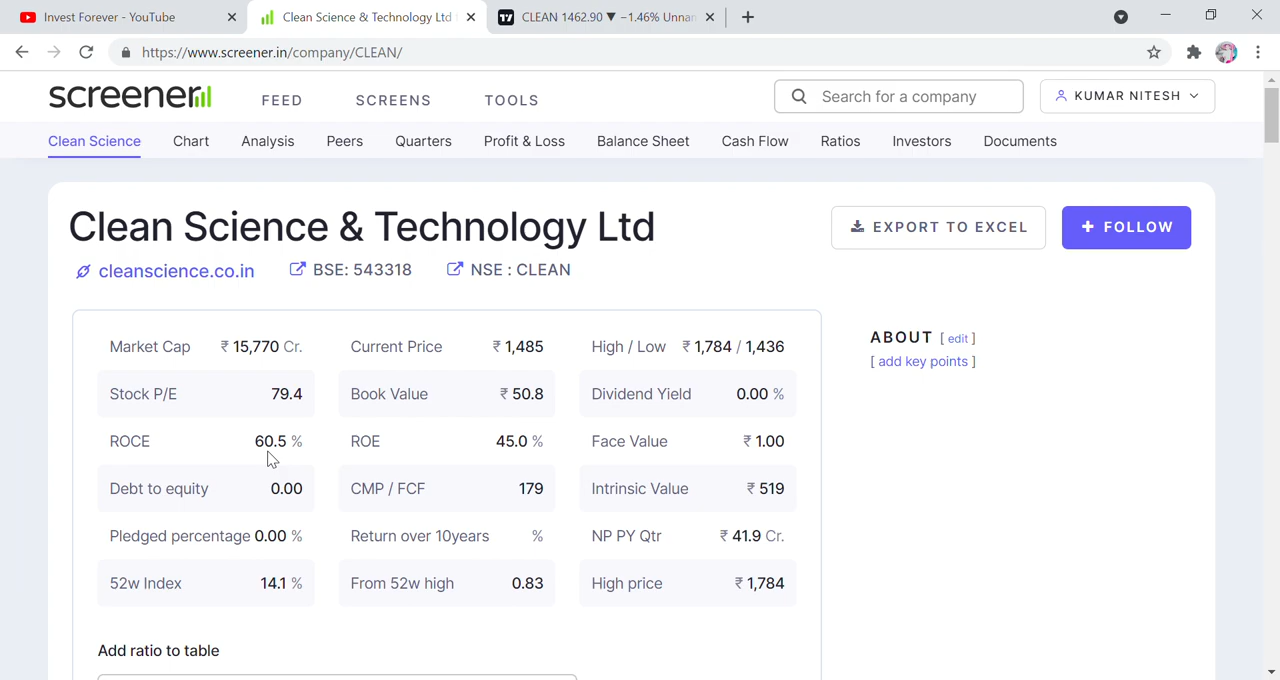 Invest Forever - YouTube
Clean Science & Technology Ltd
CLEAN 1462.90 ▼ −1.46% Unnan
https://www.screener.in/company/CLEAN/
screener
FEED
SCREENS
TOOLS
Search for a company
KUMAR NITESH
Clean Science
Chart
Analysis
Peers
Quarters
Profit & Loss
Balance Sheet
Cash Flow
Ratios
Investors
Documents
Clean Science & Technology Ltd
EXPORT TO EXCEL
FOLLOW
cleanscience.co.in
BSE: 543318
NSE : CLEAN
Market Cap ₹ 15,770 Cr.
Current Price ₹ 1,485
High / Low ₹ 1,784 / 1,436
Stock P/E 79.4
Book Value ₹ 50.8
Dividend Yield 0.00 %
ROCE 60.5 %
ROE 45.0 %
Face Value ₹ 1.00
Debt to equity 0.00
CMP / FCF 179
Intrinsic Value ₹ 519
Pledged percentage 0.00 %
Return over 10years %
NP PY Qtr ₹ 41.9 Cr.
52w Index 14.1 %
From 52w high 0.83
High price ₹ 1,784
ABOUT [ edit ]
[ add key points ]
Add ratio to table